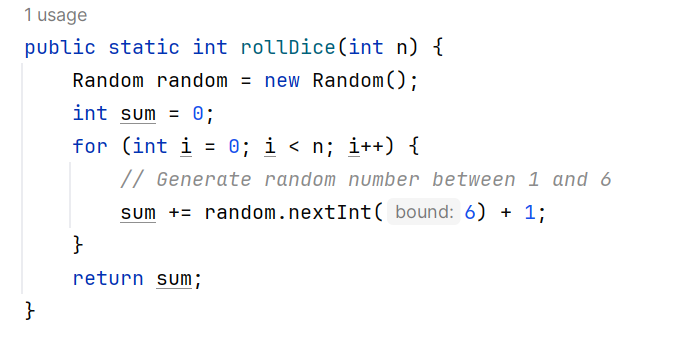 1 usage
public static int rollDice(int n) {
Random random = new Random();
int sum = 0;
for (int i = 0; i < n; i++) {
// Generate random number between 1 and 6
sum += random.nextInt( bound: 6) + 1;
}
return sum;
}